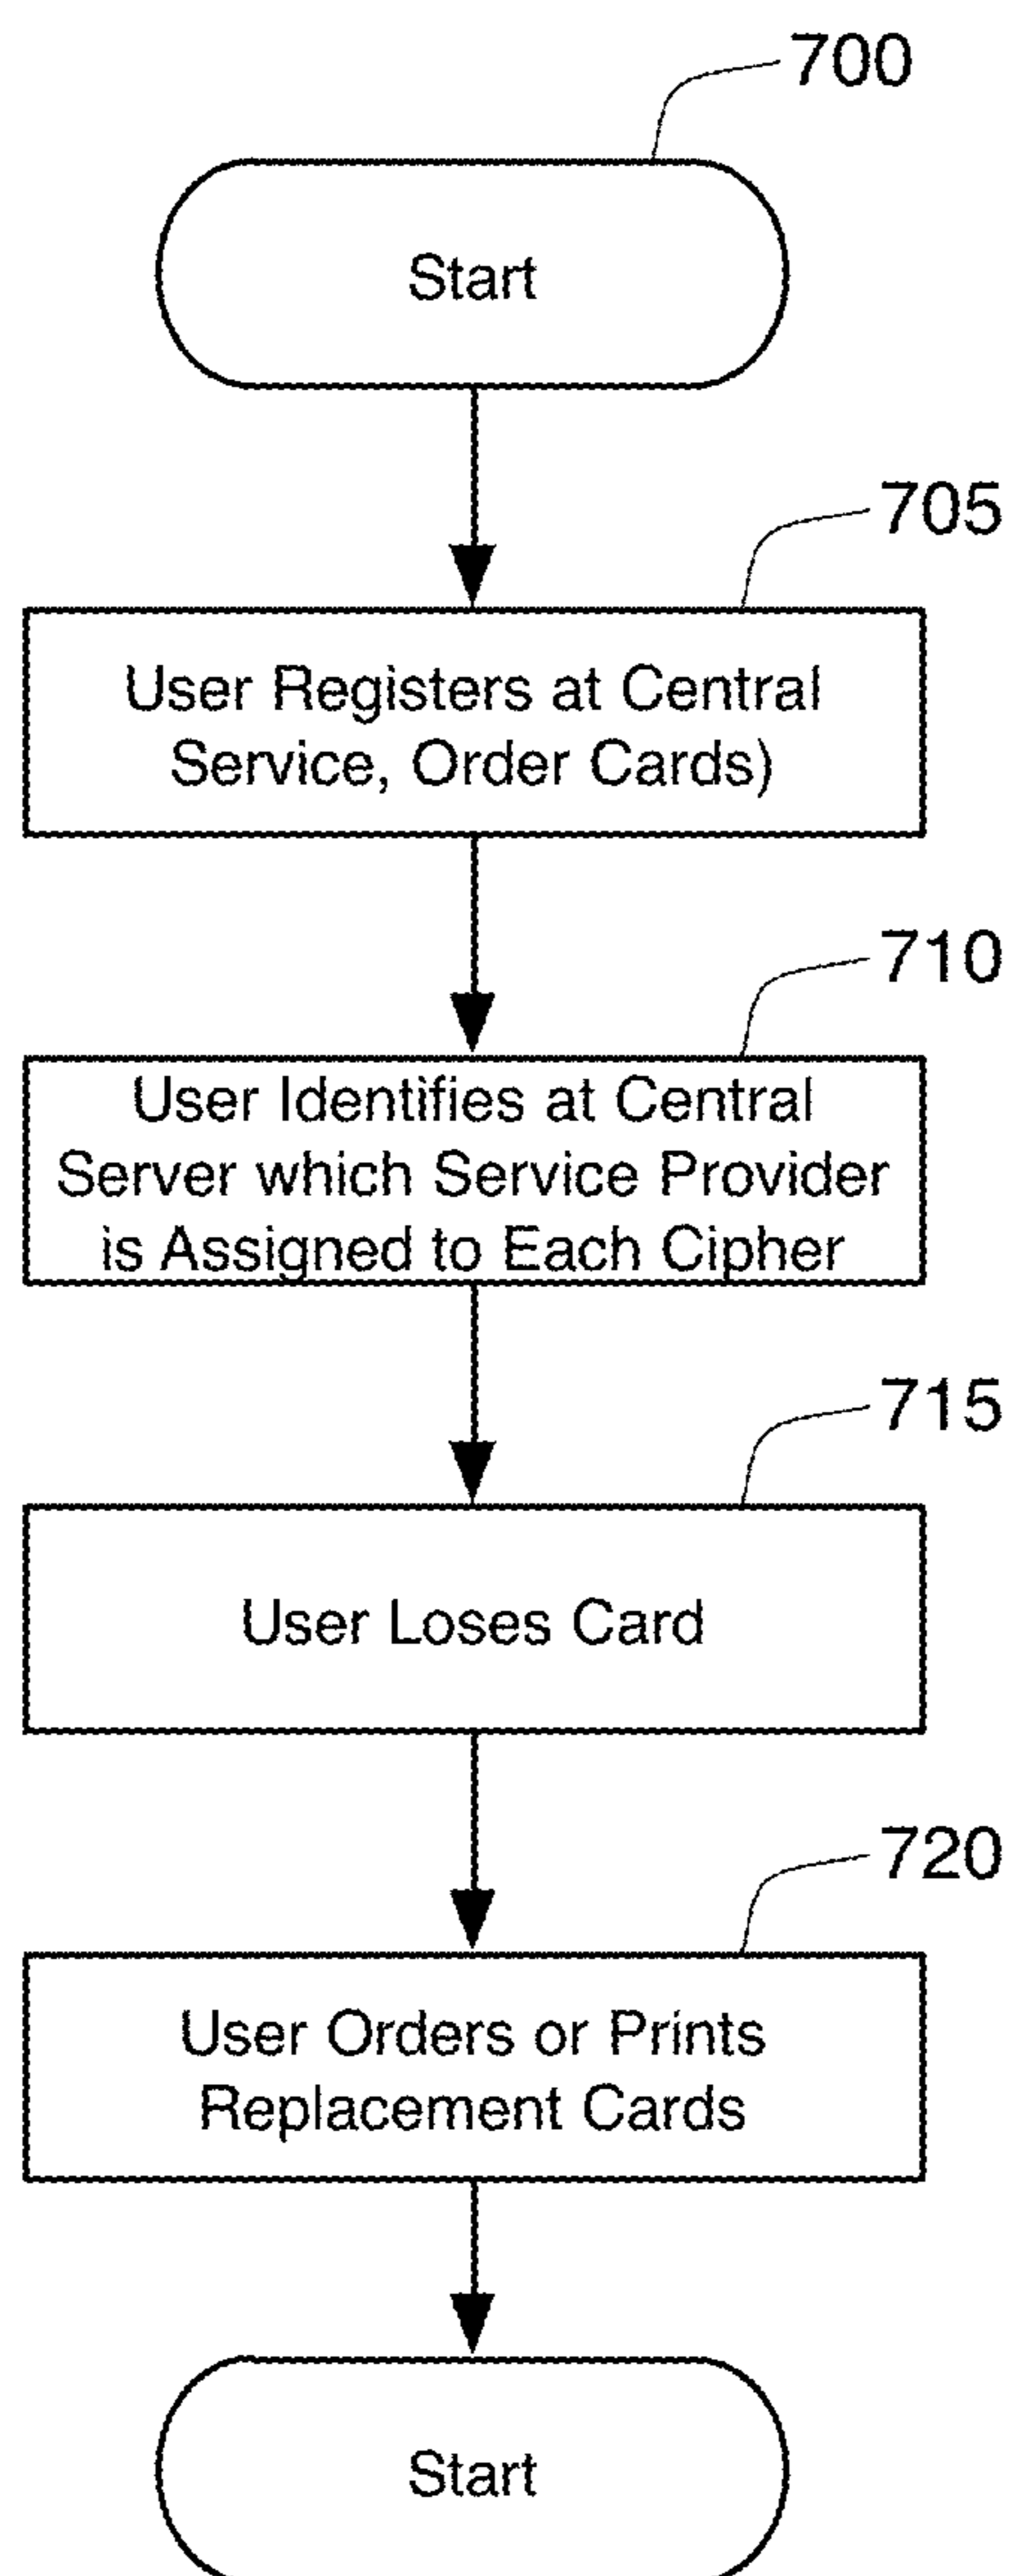 700
Start
705
User Registers at Central
Service, Order Cards)
710
User Identifies at Central
Server which Service Provider
is Assigned to Each Cipher
715
User Loses Card
720
User Orders or Prints
Replacement Cards
Start